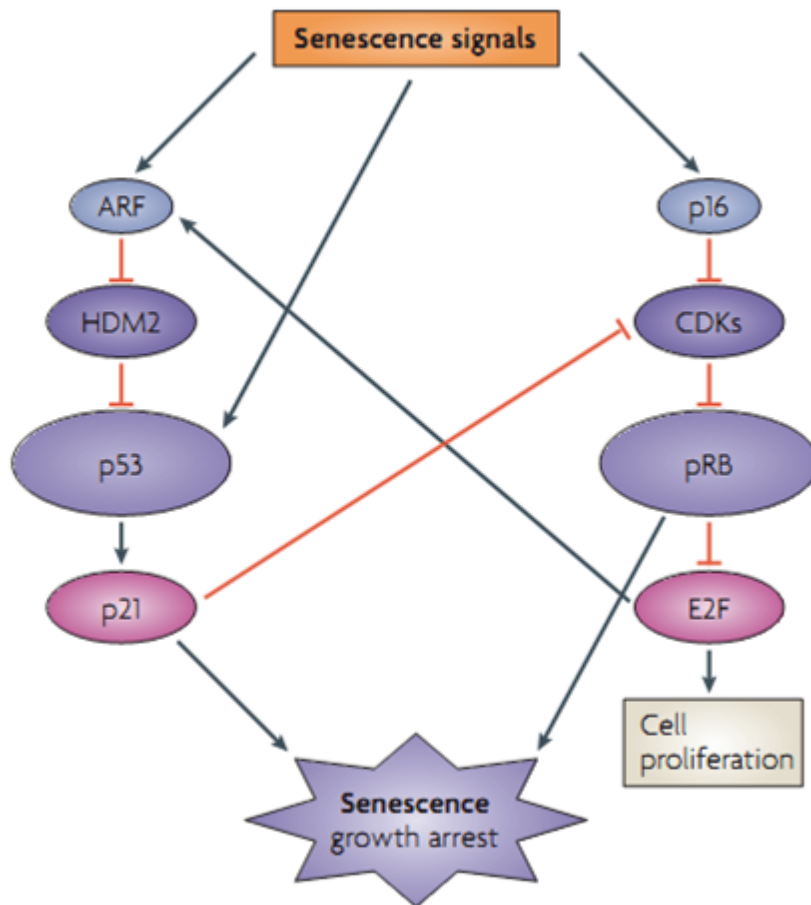 Senescence signals
ARF
p16
HDM2
CDKs
p53
pRB
p21
E2F
Cell
proliferation
Senescence
growth arrest